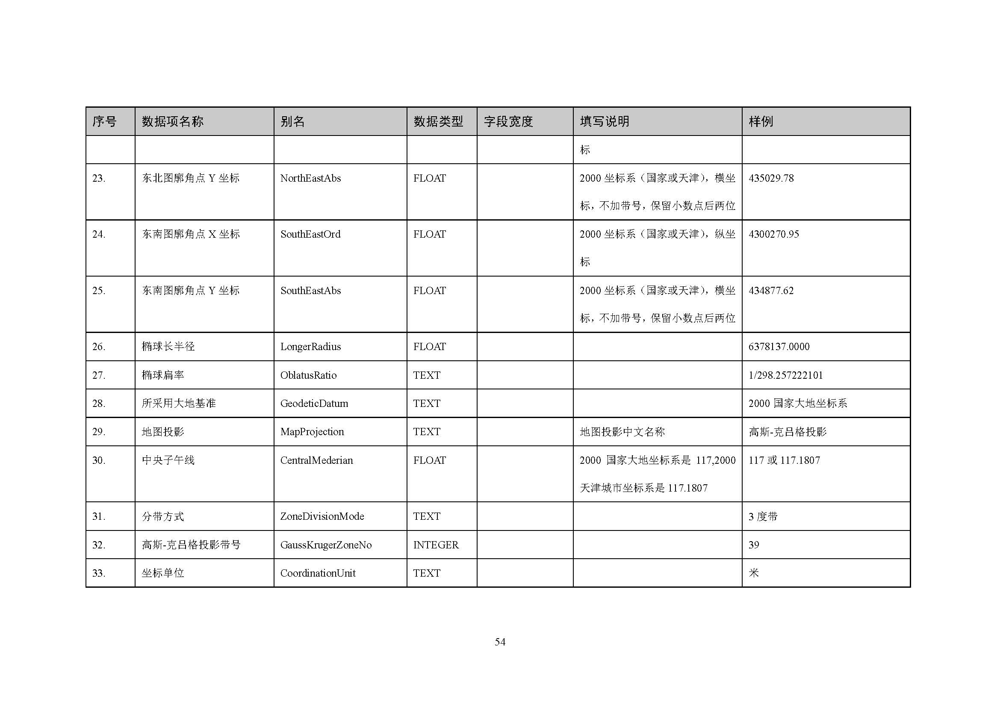 序号 数据项名称 别名 数据类型 字段宽度 填写说明 样例
标
23. 东北图廓角点 Y 坐标 NorthEastAbs FLOAT 2000 坐标系（国家或天津），横坐 435029.78
标，不加带号，保留小数点后两位
24. 东南图廓角点 X 坐标 SouthEastOrd FLOAT 2000 坐标系（国家或天津），纵坐 4300270.95
标
25. 东南图廓角点 Y 坐标 SouthEastAbs FLOAT 2000 坐标系（国家或天津），横坐 434877.62
标，不加带号，保留小数点后两位
26. 椭球长半径 LongerRadius FLOAT 6378137.0000
27. 椭球扁率 OblatusRatio TEXT 1/298.257222101
28. 所采用大地基准 GeodeticDatum TEXT 2000 国家大地坐标系
29. 地图投影 MapProjection TEXT 地图投影中文名称 高斯-克吕格投影
30. 中央子午线 CentralMederian FLOAT 2000 国家大地坐标系是 117,2000 117 或 117.1807
天津城市坐标系是 117.1807
31. 分带方式 ZoneDivisionMode TEXT 3 度带
32. 高斯-克吕格投影带号 GaussKrugerZoneNo INTEGER 39
33. 坐标单位 CoordinationUnit TEXT 米
54